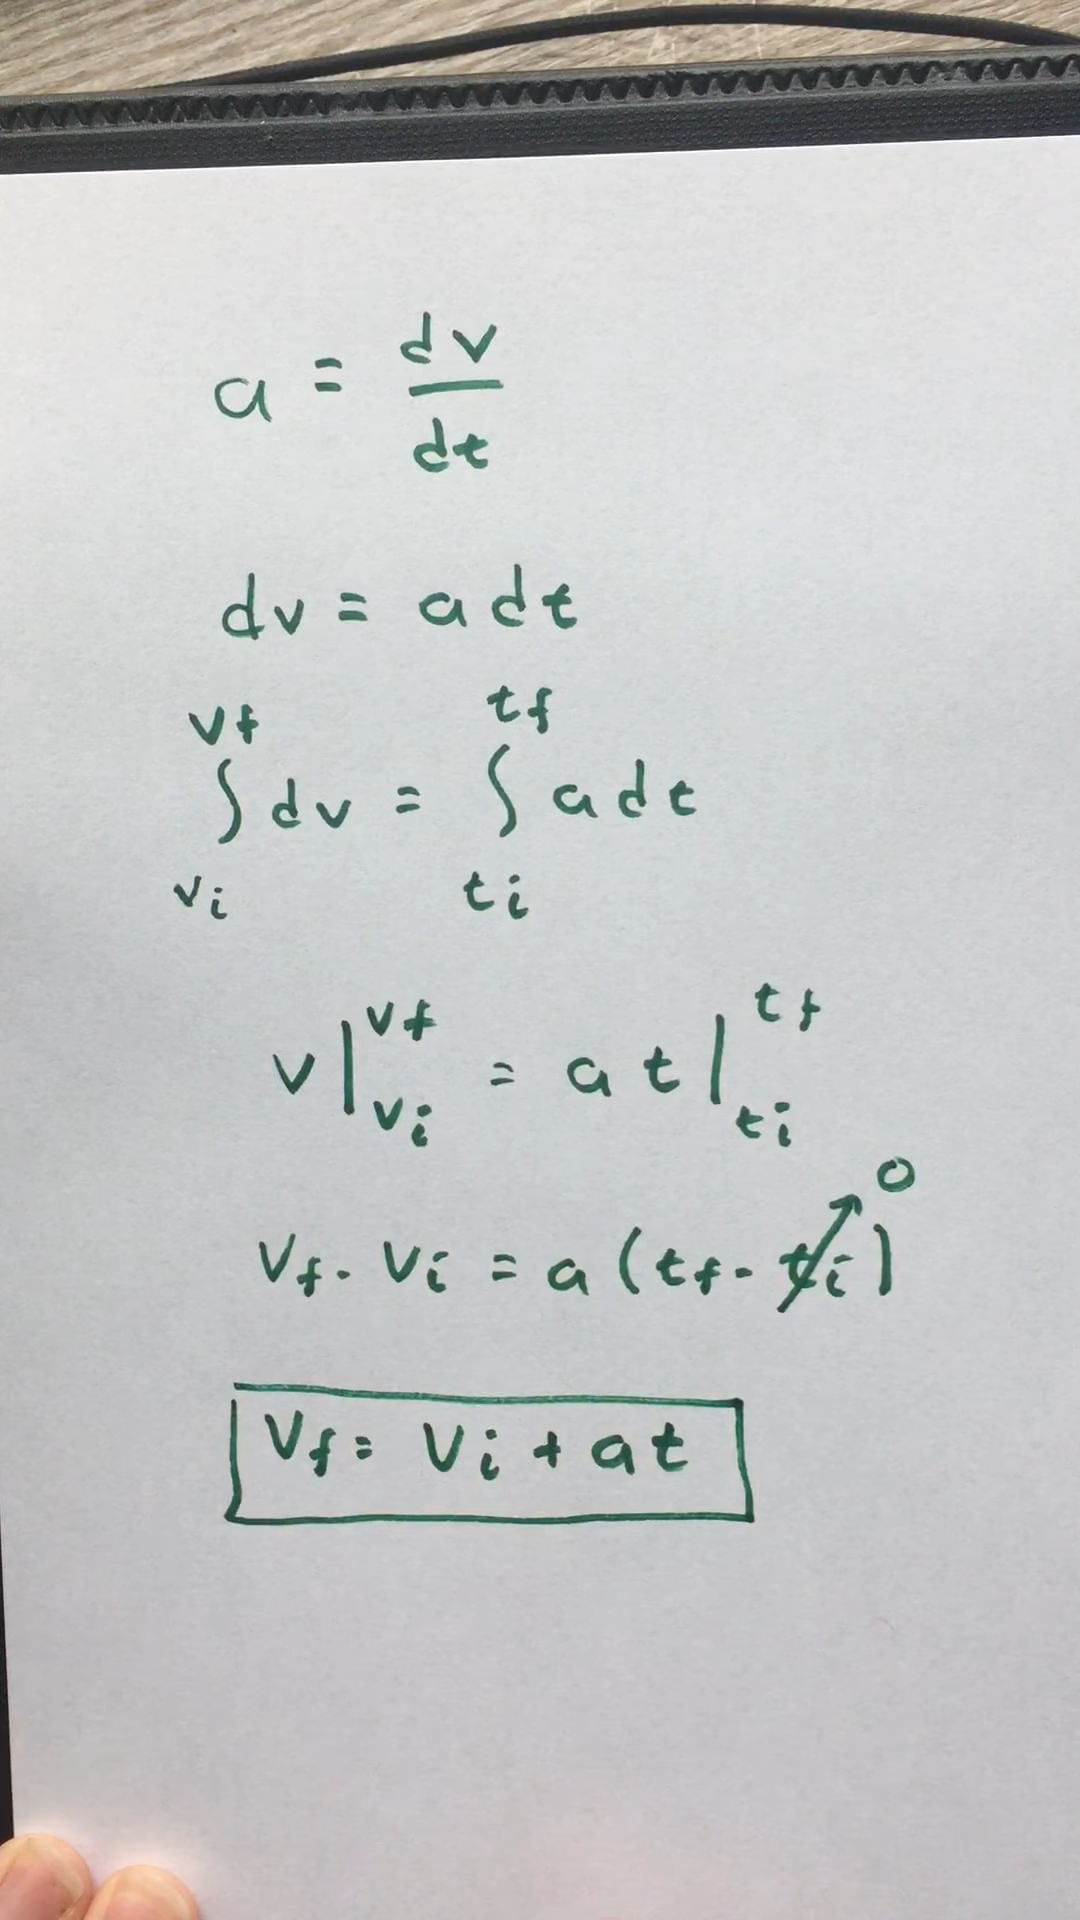 a = dv/dt
dv = a dt
∫_{vi}^{vf} dv = ∫_{ti}^{tf} a dt
v|_{vi}^{vf} = at|_{ti}^{tf}
vf - vi = a(tf - ti) 0
vf = vi + at